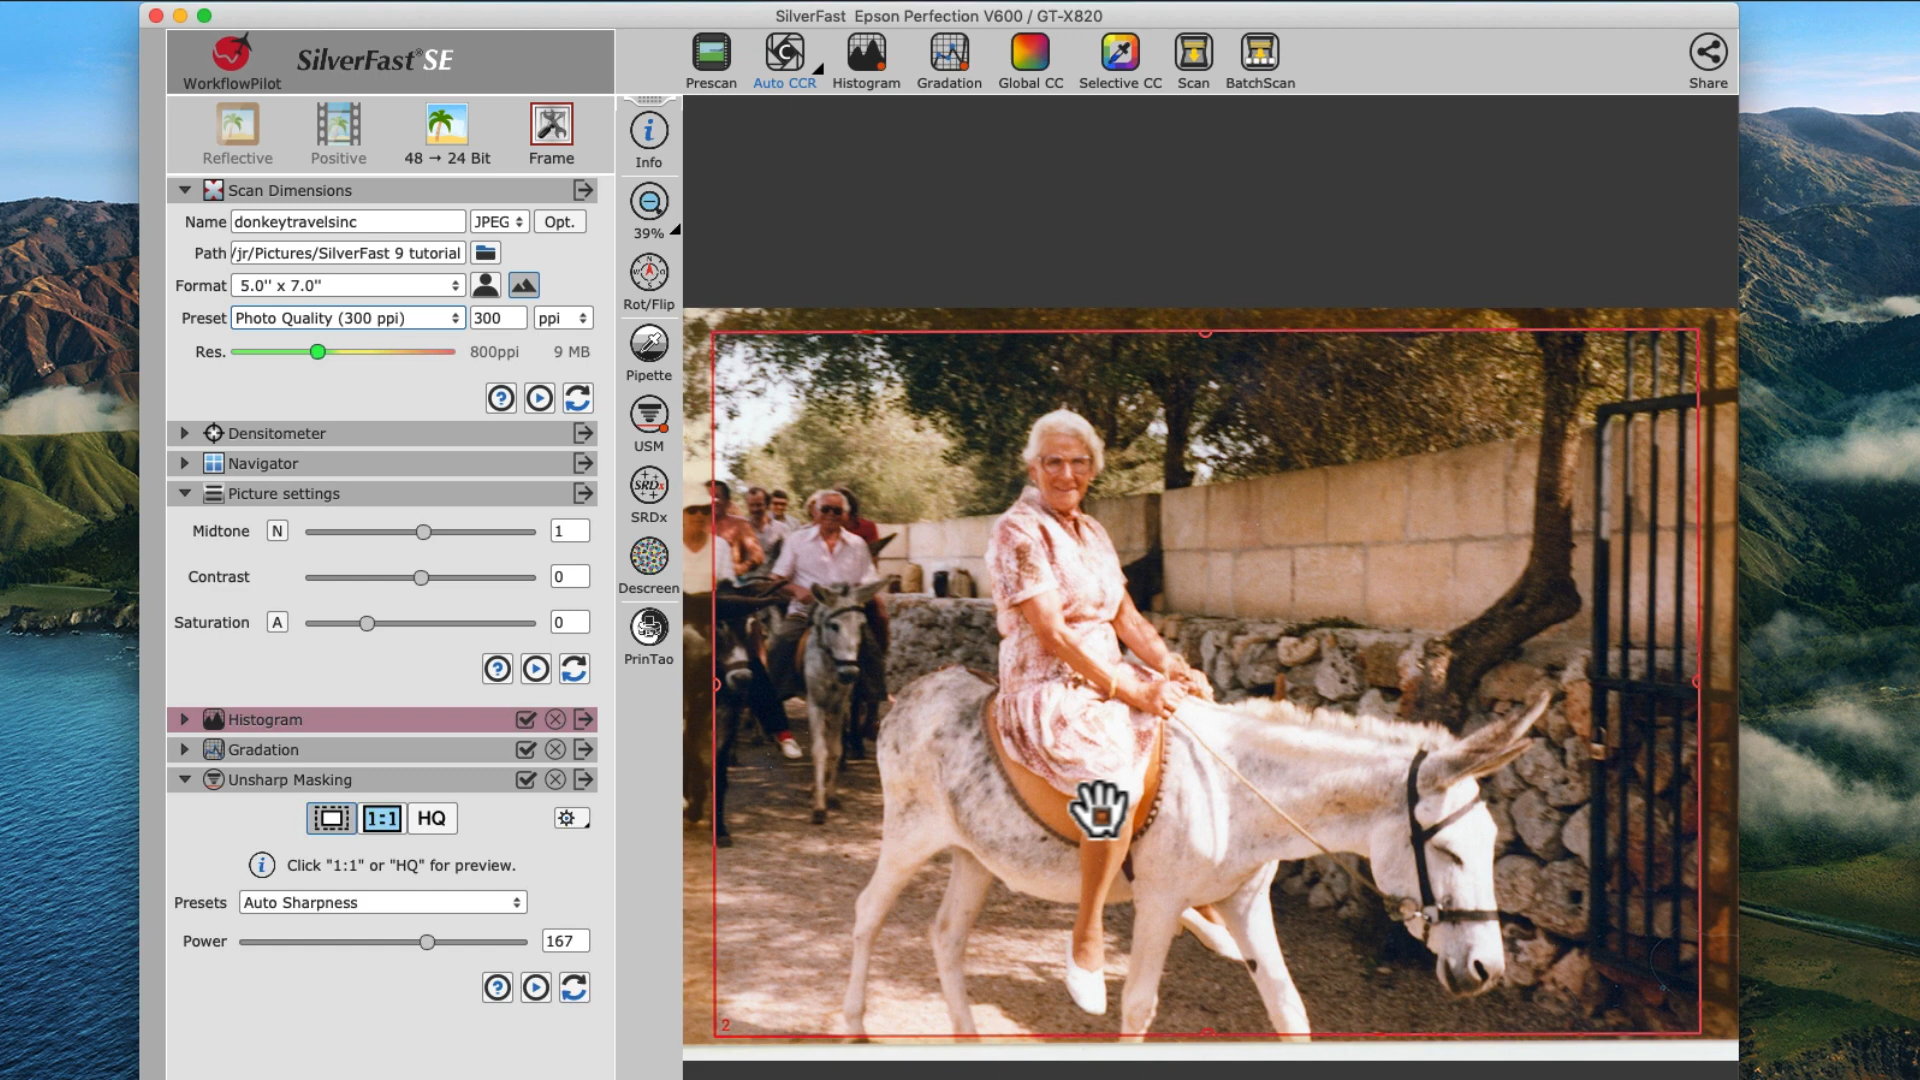 SilverFast Epson Perfection V600 / GT-X820
WorkflowPilot
SilverFast® SE
Prescan
Auto CCR
Histogram
Gradation
Global CC
Selective CC
Scan
BatchScan
Share
Reflective
Positive
48 → 24 Bit
Frame
Scan Dimensions
Name donkeytravelsinc JPEG Opt.
Path /jr/Pictures/SilverFast 9 tutorial
Format 5.0'' x 7.0''
Preset Photo Quality (300 ppi) 300 ppi
Res. 800ppi 9 MB
Densitometer
Navigator
Picture settings
Midtone N 1
Contrast 0
Saturation A 0
Histogram
Gradation
Unsharp Masking
1:1 HQ
Click "1:1" or "HQ" for preview.
Presets Auto Sharpness
Power 167
Info
39%
Rot/Flip
Pipette
USM
SRDx
SRDx
Descreen
PrinTao
2